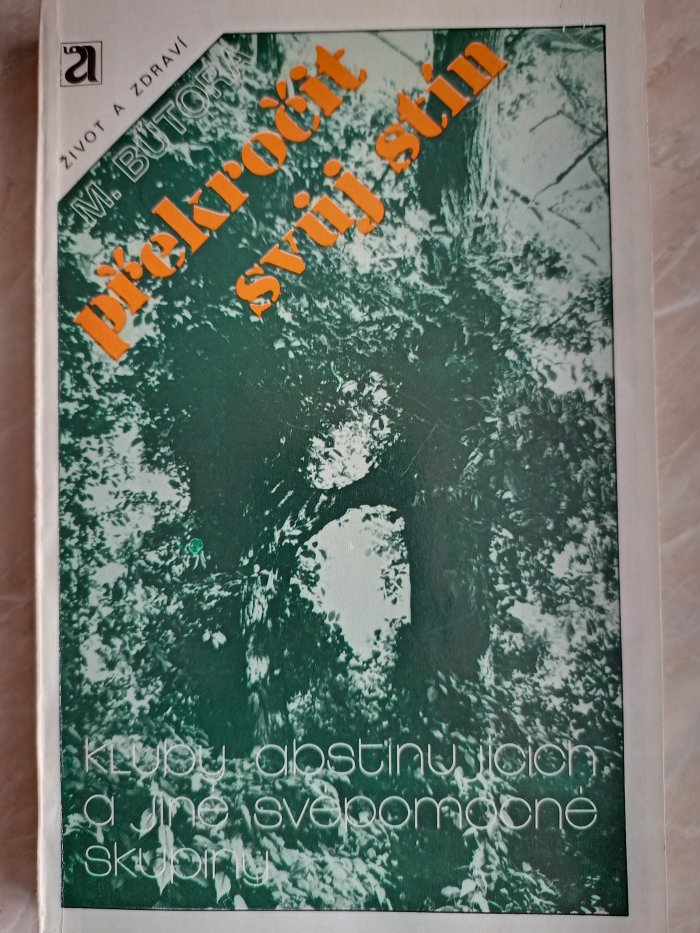 ŽIVOT A ZDRAVÍ
M. BÚTORA
překročit
svůj stín
kluby abstinujících
a jiné svépomocné
skupiny